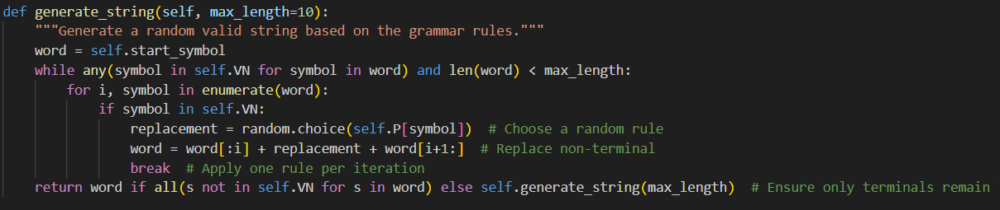 def generate_string(self, max_length=10):
    """Generate a random valid string based on the grammar rules."""
    word = self.start_symbol
    while any(symbol in self.VN for symbol in word) and len(word) < max_length:
        for i, symbol in enumerate(word):
            if symbol in self.VN:
                replacement = random.choice(self.P[symbol])  # Choose a random rule
                word = word[:i] + replacement + word[i+1:]  # Replace non-terminal
                break  # Apply one rule per iteration
    return word if all(s not in self.VN for s in word) else self.generate_string(max_length)  # Ensure only terminals remain